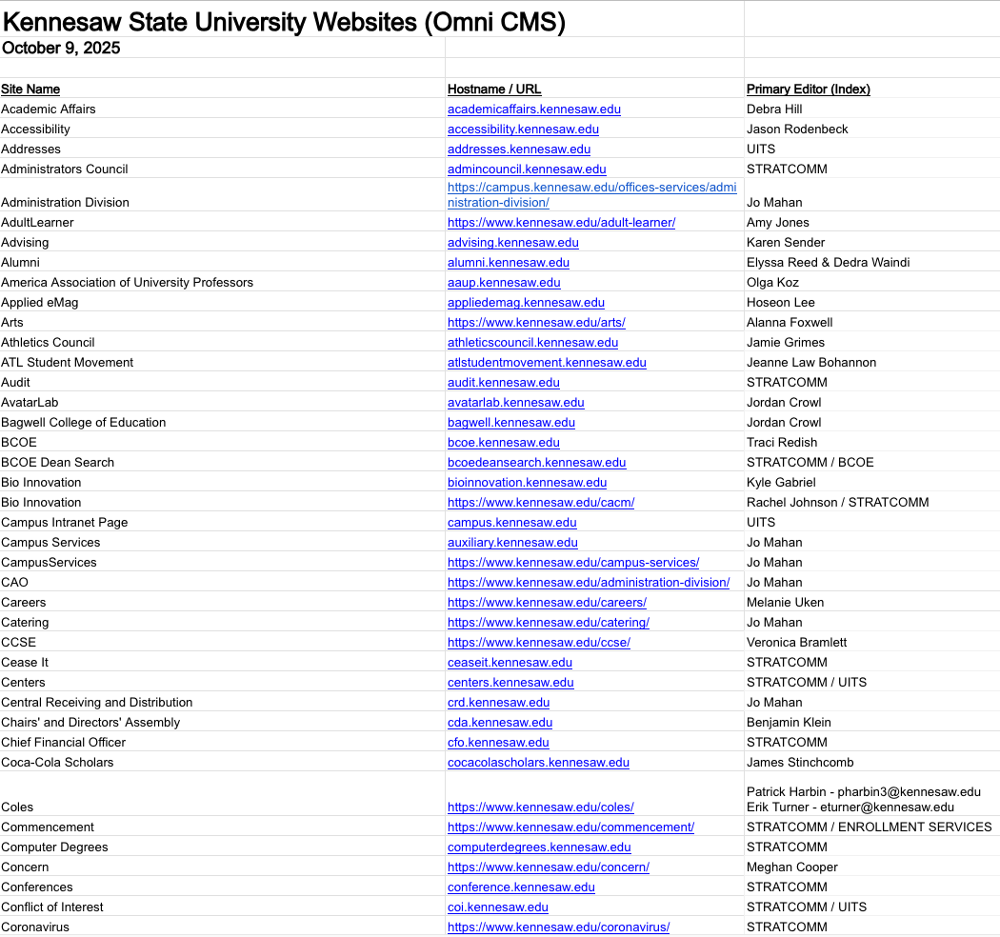 Kennesaw State University Websites (Omni CMS)
October 9, 2025
Site Name Hostname / URL Primary Editor (Index)
Academic Affairs academicaffairs.kennesaw.edu Debra Hill
Accessibility accessibility.kennesaw.edu Jason Rodenbeck
Addresses addresses.kennesaw.edu UITS
Administrators Council admincouncil.kennesaw.edu STRATCOMM
https://campus.kennesaw.edu/offices-services/admi
Administration Division nistration-division/ Jo Mahan
AdultLearner https://www.kennesaw.edu/adult-learner/ Amy Jones
Advising advising.kennesaw.edu Karen Sender
Alumni alumni.kennesaw.edu Elyssa Reed & Dedra Waindi
America Association of University Professors aaup.kennesaw.edu Olga Koz
Applied eMag appliedemag.kennesaw.edu Hoseon Lee
Arts https://www.kennesaw.edu/arts/ Alanna Foxwell
Athletics Council athleticscouncil.kennesaw.edu Jamie Grimes
ATL Student Movement atlstudentmovement.kennesaw.edu Jeanne Law Bohannon
Audit audit.kennesaw.edu STRATCOMM
AvatarLab avatarlab.kennesaw.edu Jordan Crowl
Bagwell College of Education bagwell.kennesaw.edu Jordan Crowl
BCOE bcoe.kennesaw.edu Traci Redish
BCOE Dean Search bcoedeansearch.kennesaw.edu STRATCOMM / BCOE
Bio Innovation bioinnovation.kennesaw.edu Kyle Gabriel
Bio Innovation https://www.kennesaw.edu/cacm/ Rachel Johnson / STRATCOMM
Campus Intranet Page campus.kennesaw.edu UITS
Campus Services auxiliary.kennesaw.edu Jo Mahan
CampusServices https://www.kennesaw.edu/campus-services/ Jo Mahan
CAO https://www.kennesaw.edu/administration-division/ Jo Mahan
Careers https://www.kennesaw.edu/careers/ Melanie Uken
Catering https://www.kennesaw.edu/catering/ Jo Mahan
CCSE https://www.kennesaw.edu/ccse/ Veronica Bramlett
Cease It ceaseit.kennesaw.edu STRATCOMM
Centers centers.kennesaw.edu STRATCOMM / UITS
Central Receiving and Distribution crd.kennesaw.edu Jo Mahan
Chairs' and Directors' Assembly cda.kennesaw.edu Benjamin Klein
Chief Financial Officer cfo.kennesaw.edu STRATCOMM
Coca-Cola Scholars cocacolascholars.kennesaw.edu James Stinchcomb
Patrick Harbin - pharbin3@kennesaw.edu
Coles https://www.kennesaw.edu/coles/ Erik Turner - eturner@kennesaw.edu
Commencement https://www.kennesaw.edu/commencement/ STRATCOMM / ENROLLMENT SERVICES
Computer Degrees computerdegrees.kennesaw.edu STRATCOMM
Concern https://www.kennesaw.edu/concern/ Meghan Cooper
Conferences conference.kennesaw.edu STRATCOMM
Conflict of Interest coi.kennesaw.edu STRATCOMM / UITS
Coronavirus https://www.kennesaw.edu/coronavirus/ STRATCOMM